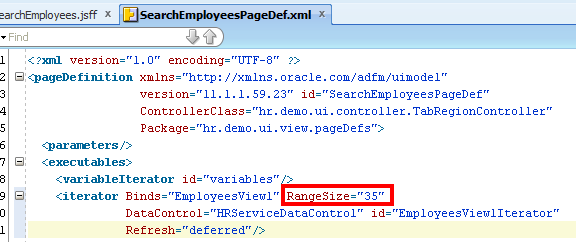 earchEmployees.jsff
SearchEmployeesPageDef.xml
Find
1 <?xml version="1.0" encoding="UTF-8" ?>
2 <pageDefinition xmlns="http://xmlns.oracle.com/adfm/uimodel"
3 version="11.1.1.59.23" id="SearchEmployeesPageDef"
4 ControllerClass="hr.demo.ui.controller.TabRegionController"
5 Package="hr.demo.ui.view.pageDefs">
6 <parameters/>
7 <executables>
8 <variableIterator id="variables"/>
9 <iterator Binds="EmployeesView1" RangeSize="35"
0 DataControl="HRServiceDataControl" id="EmployeesView1Iterator"
1 Refresh="deferred"/>